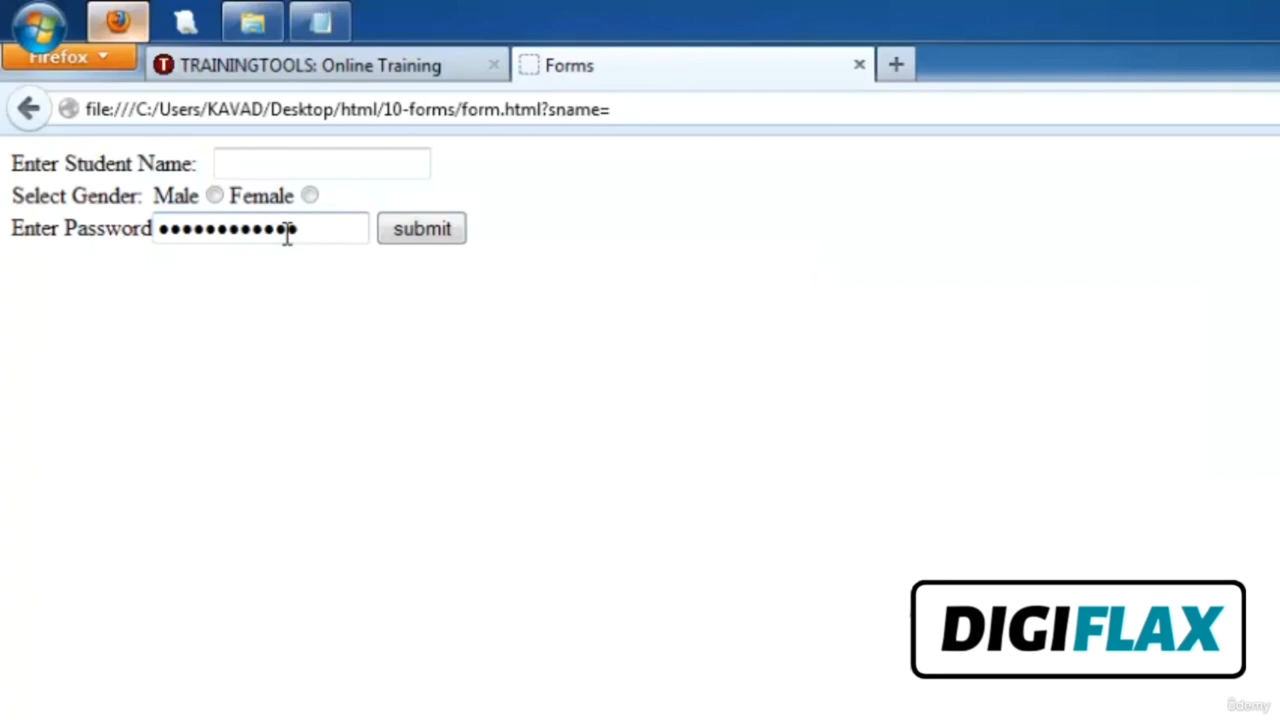 Firefox
TRAININGTOOLS: Online Training
Forms
file:///C:/Users/KAVAD/Desktop/html/10-forms/form.html?sname=
Enter Student Name:
Select Gender: Male Female
Enter Password •••••••••••• submit
DIGIFLAX
ûdemy